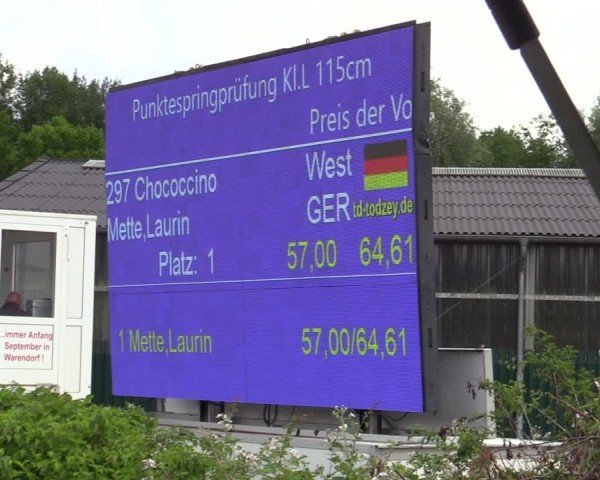 Punktespringprüfung Kl.L 115cm
Preis der Vo
297 Chococcino West
Mette,Laurin GER td-todzey.de
Platz: 1 57,00 64,61
1 Mette,Laurin 57,00/64,61
...immer Anfang
September in
Warendorf !